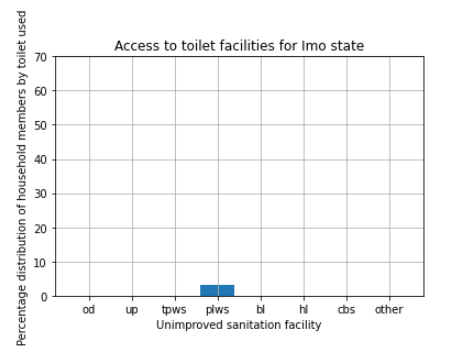 Access to toilet facilities for Imo state
Percentage distribution of household members by toilet used
70
60
50
40
30
20
10
0
od up tpws plws bl hl cbs other
Unimproved sanitation facility